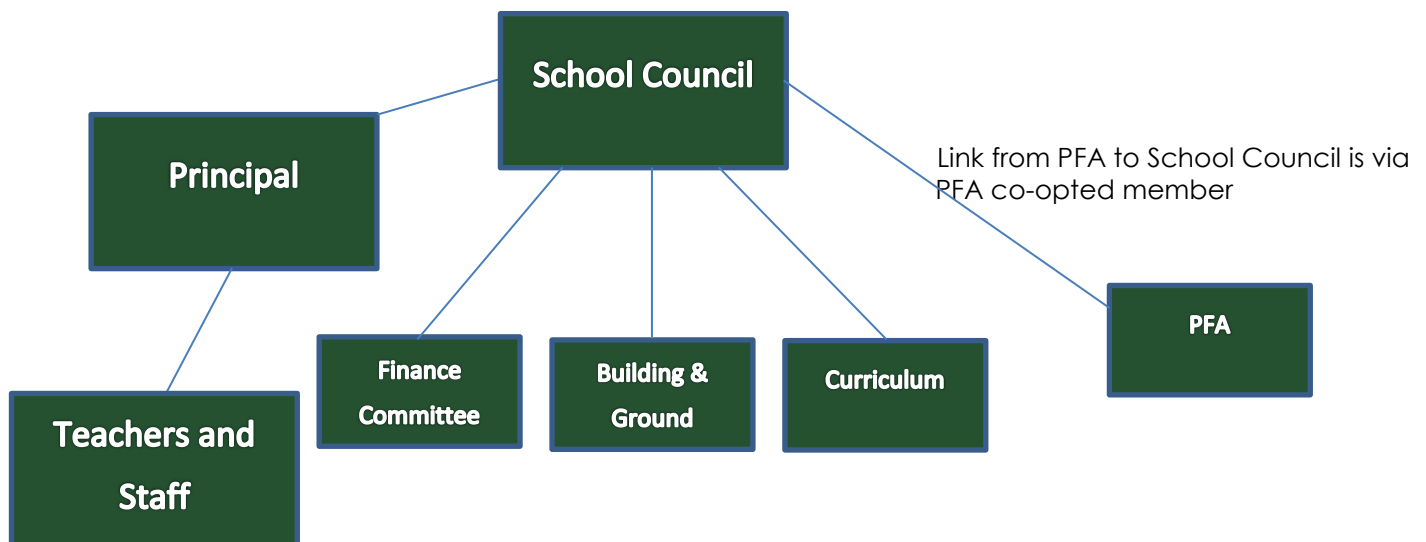 School Council
Principal
Link from PFA to School Council is via
PFA co-opted member
PFA
Finance
Committee
Building &
Ground
Curriculum
Teachers and
Staff